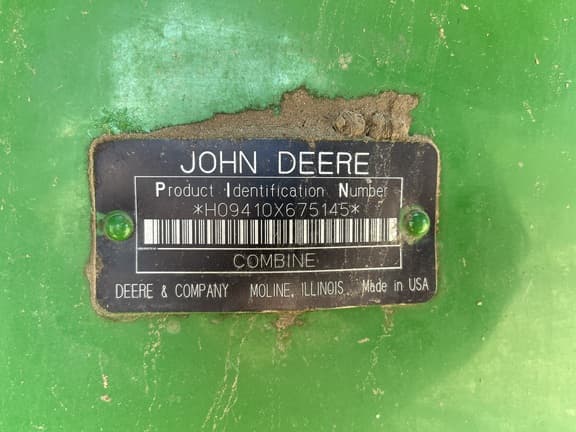 JOHN DEERE
Product Identification Number
*H09410X675145*
COMBINE
DEERE & COMPANY MOLINE, ILLINOIS Made in USA